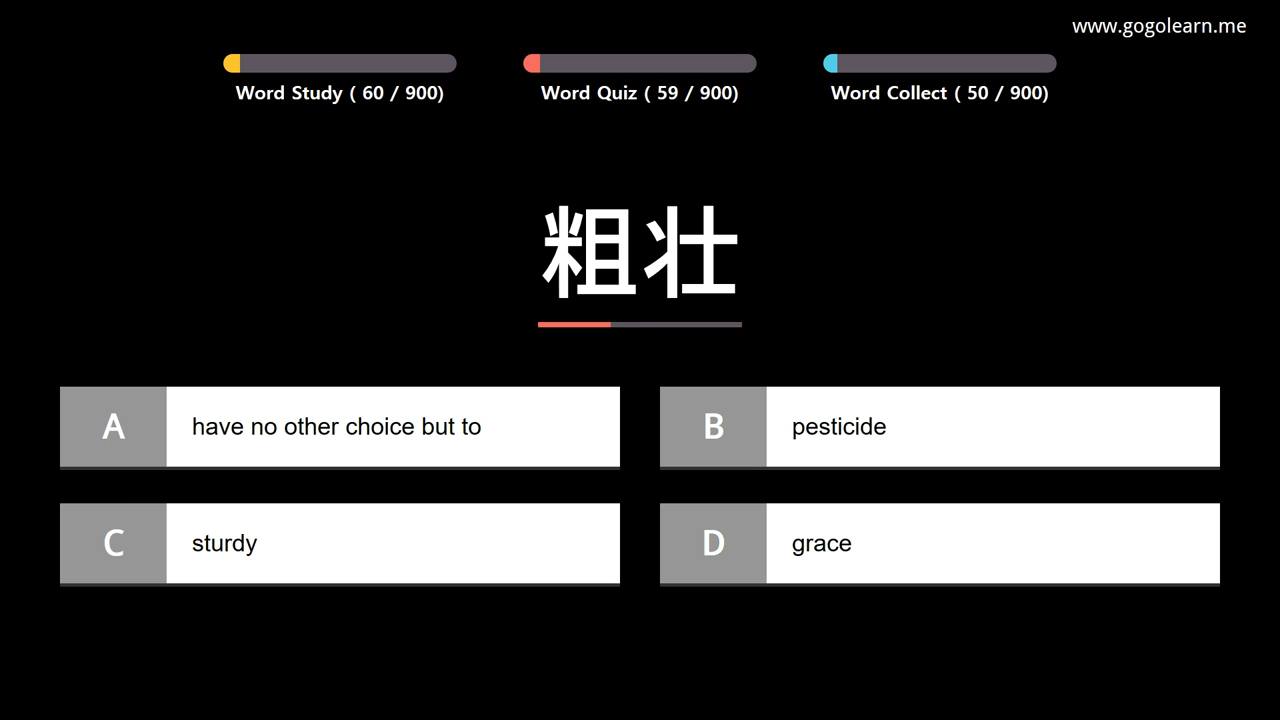 www.gogolearn.me
Word Study ( 60 / 900)
Word Quiz ( 59 / 900)
Word Collect ( 50 / 900)
粗壮
A have no other choice but to
B pesticide
C sturdy
D grace